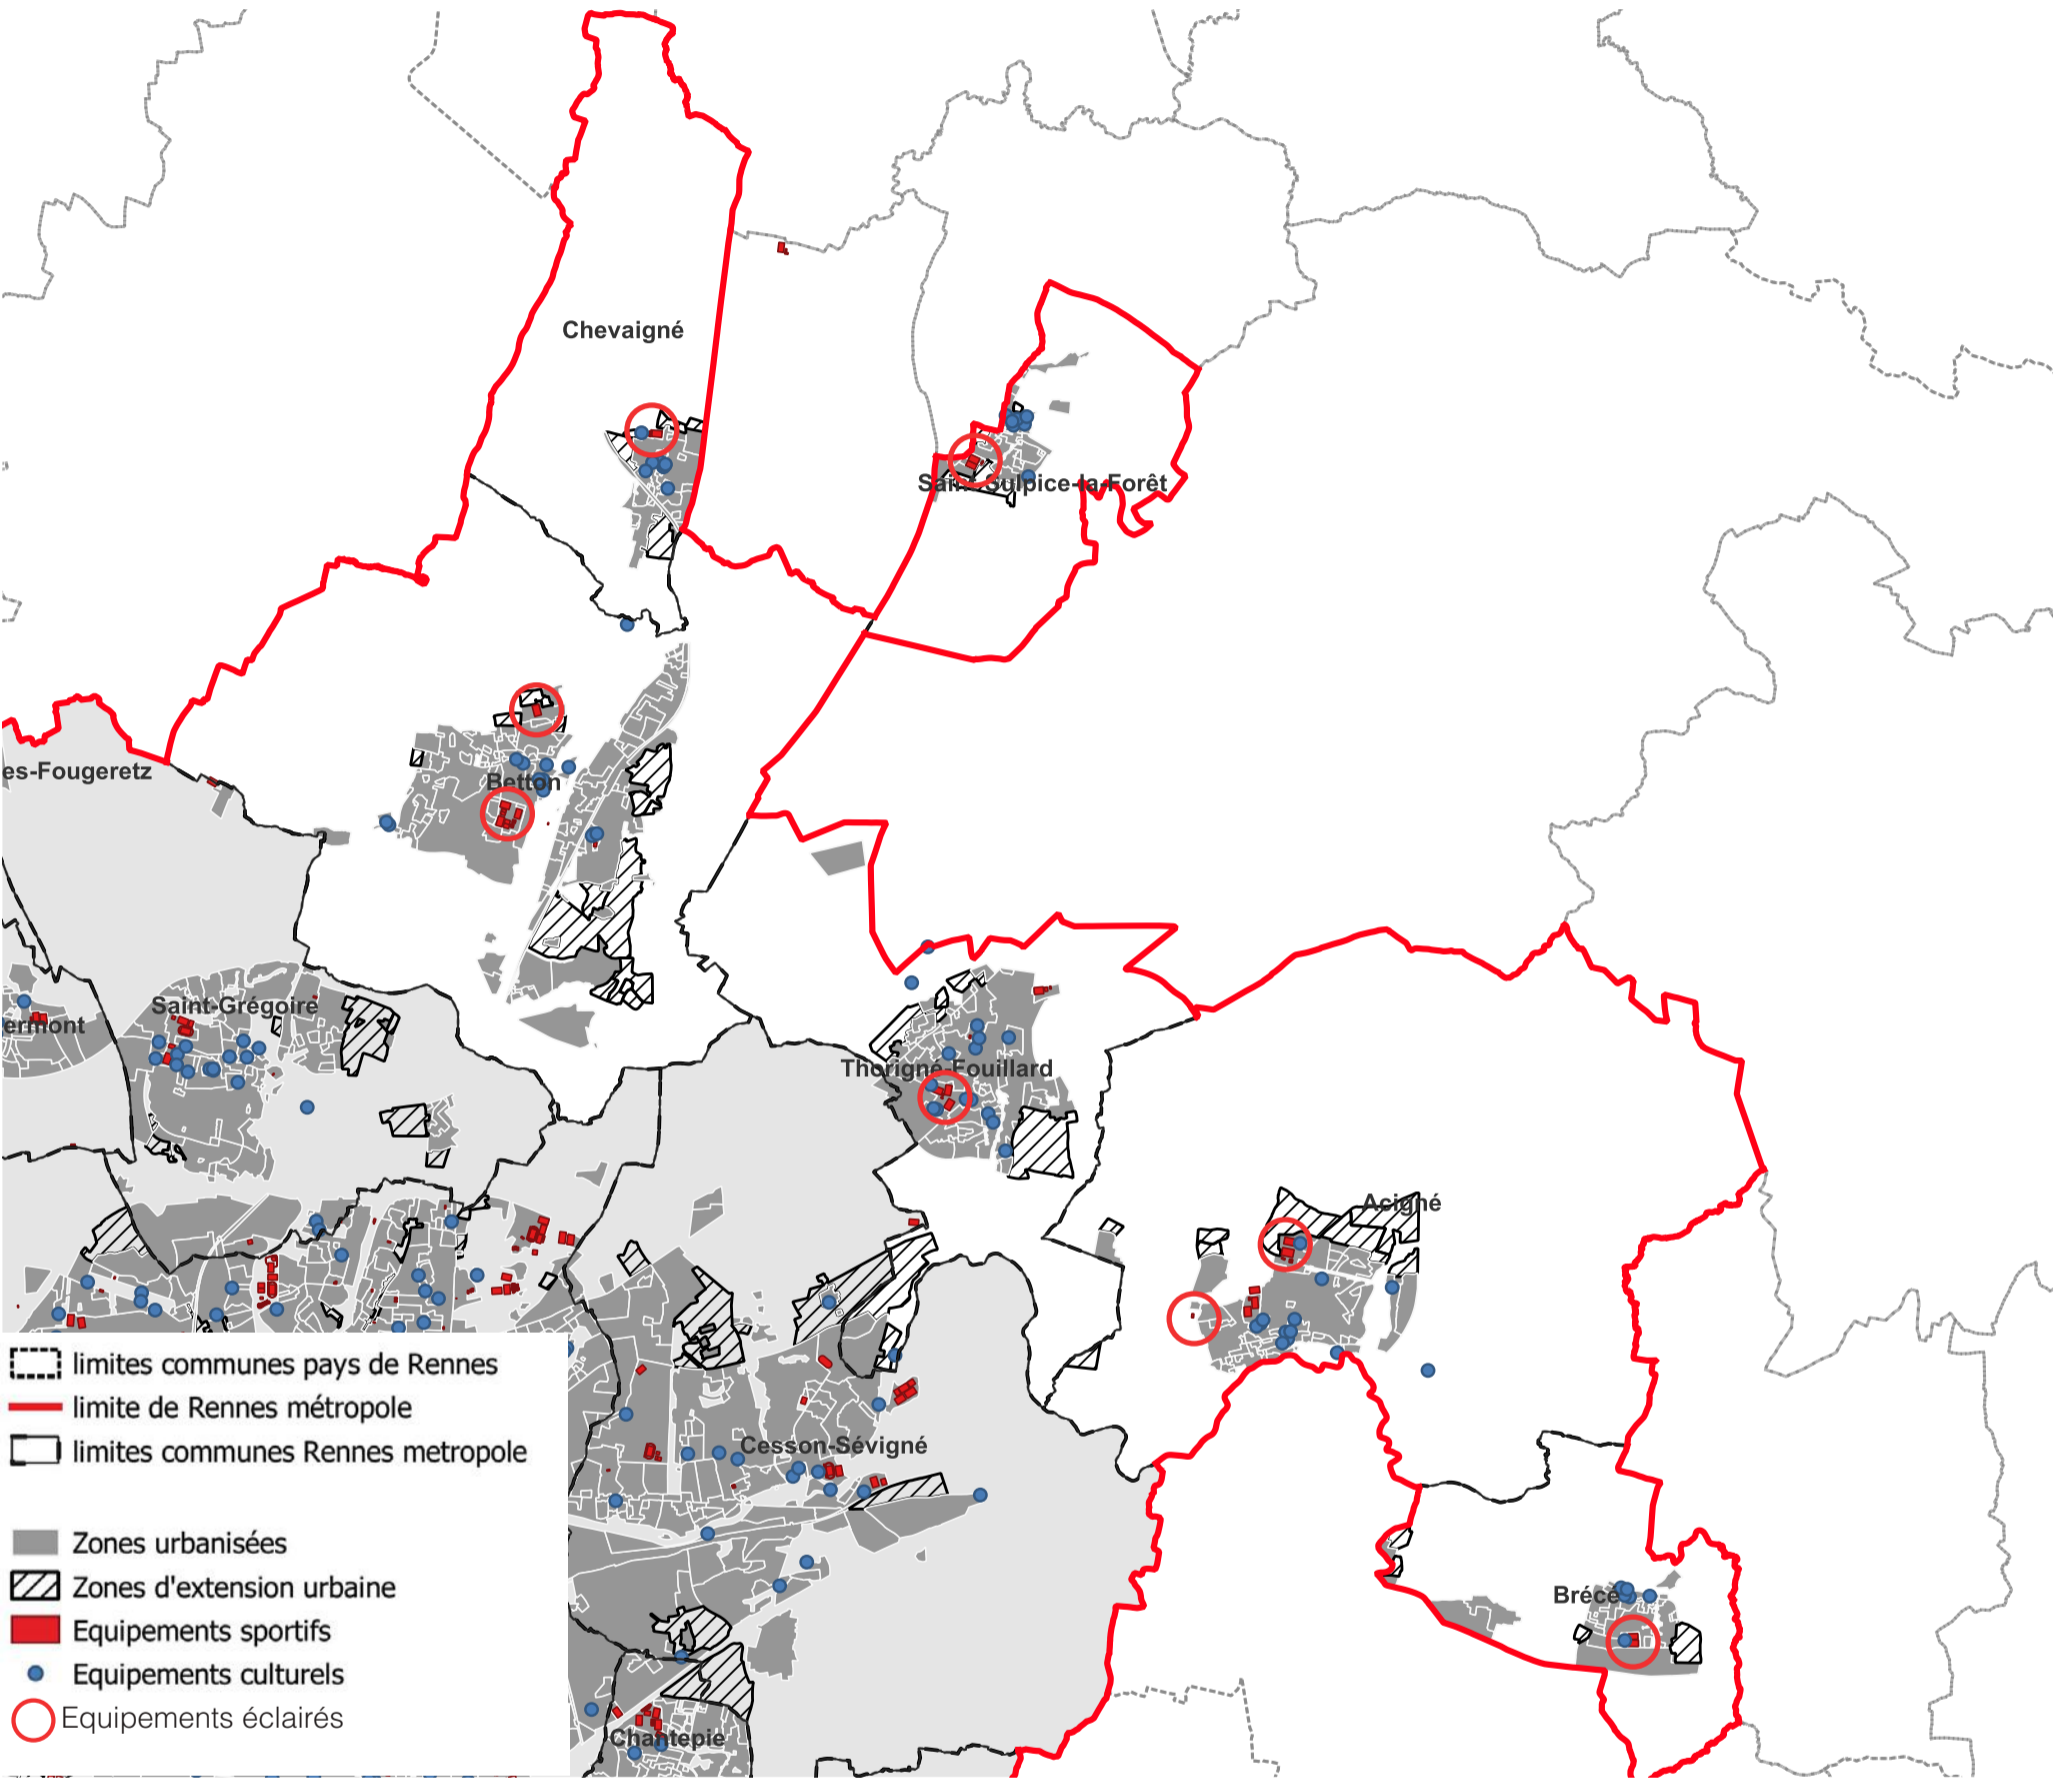 Chevaigné
Saint-Sulpice-la-Forêt
es-Fougeretz
Betton
Saint-Grégoire
ermont
Thorigné-Fouillard
Acigné
Cesson-Sévigné
Brécé
Chantepie
limites communes pays de Rennes
limite de Rennes métropole
limites communes Rennes metropole
Zones urbanisées
Zones d'extension urbaine
Equipements sportifs
Equipements culturels
Equipements éclairés